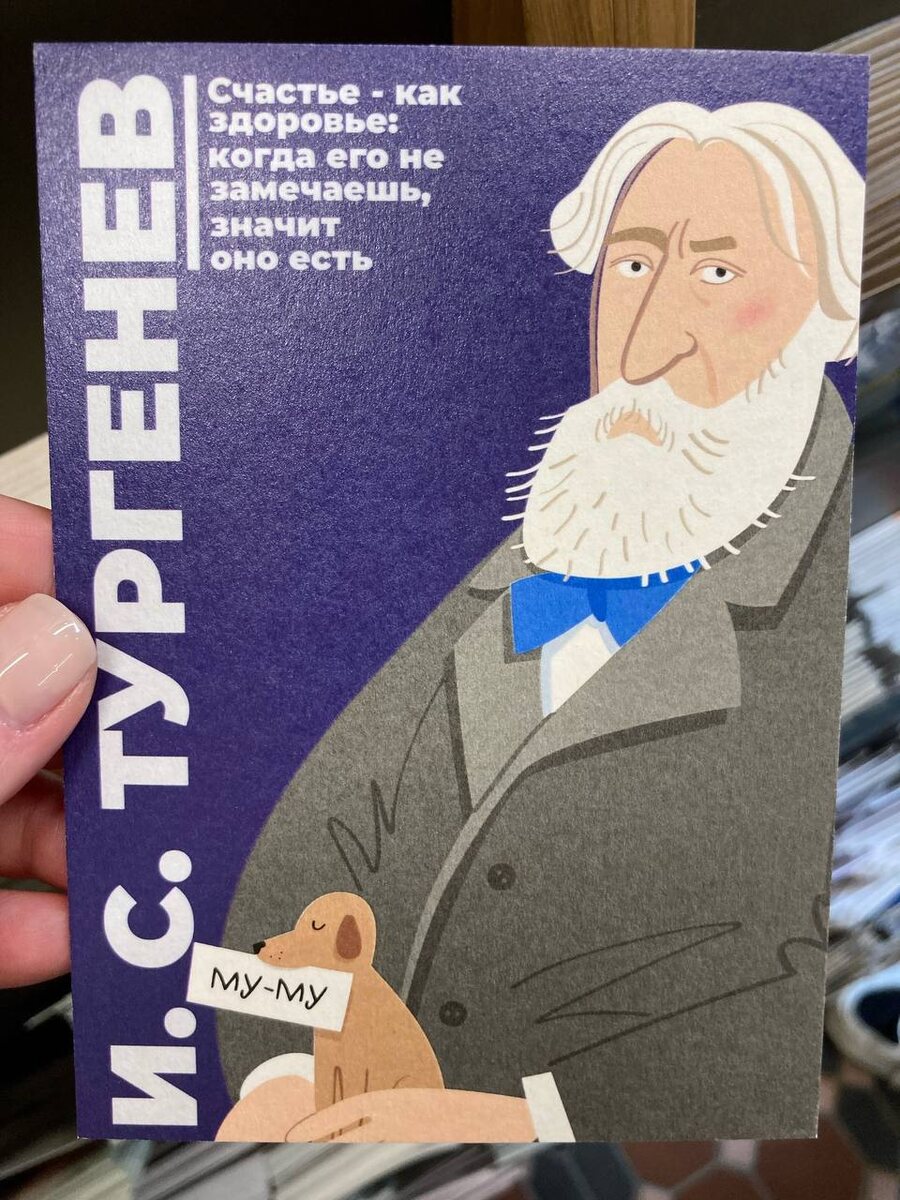 И. С. ТУРГЕНЕВ
Счастье - как
здоровье:
когда его не
замечаешь,
значит
оно есть
МУ-МУ